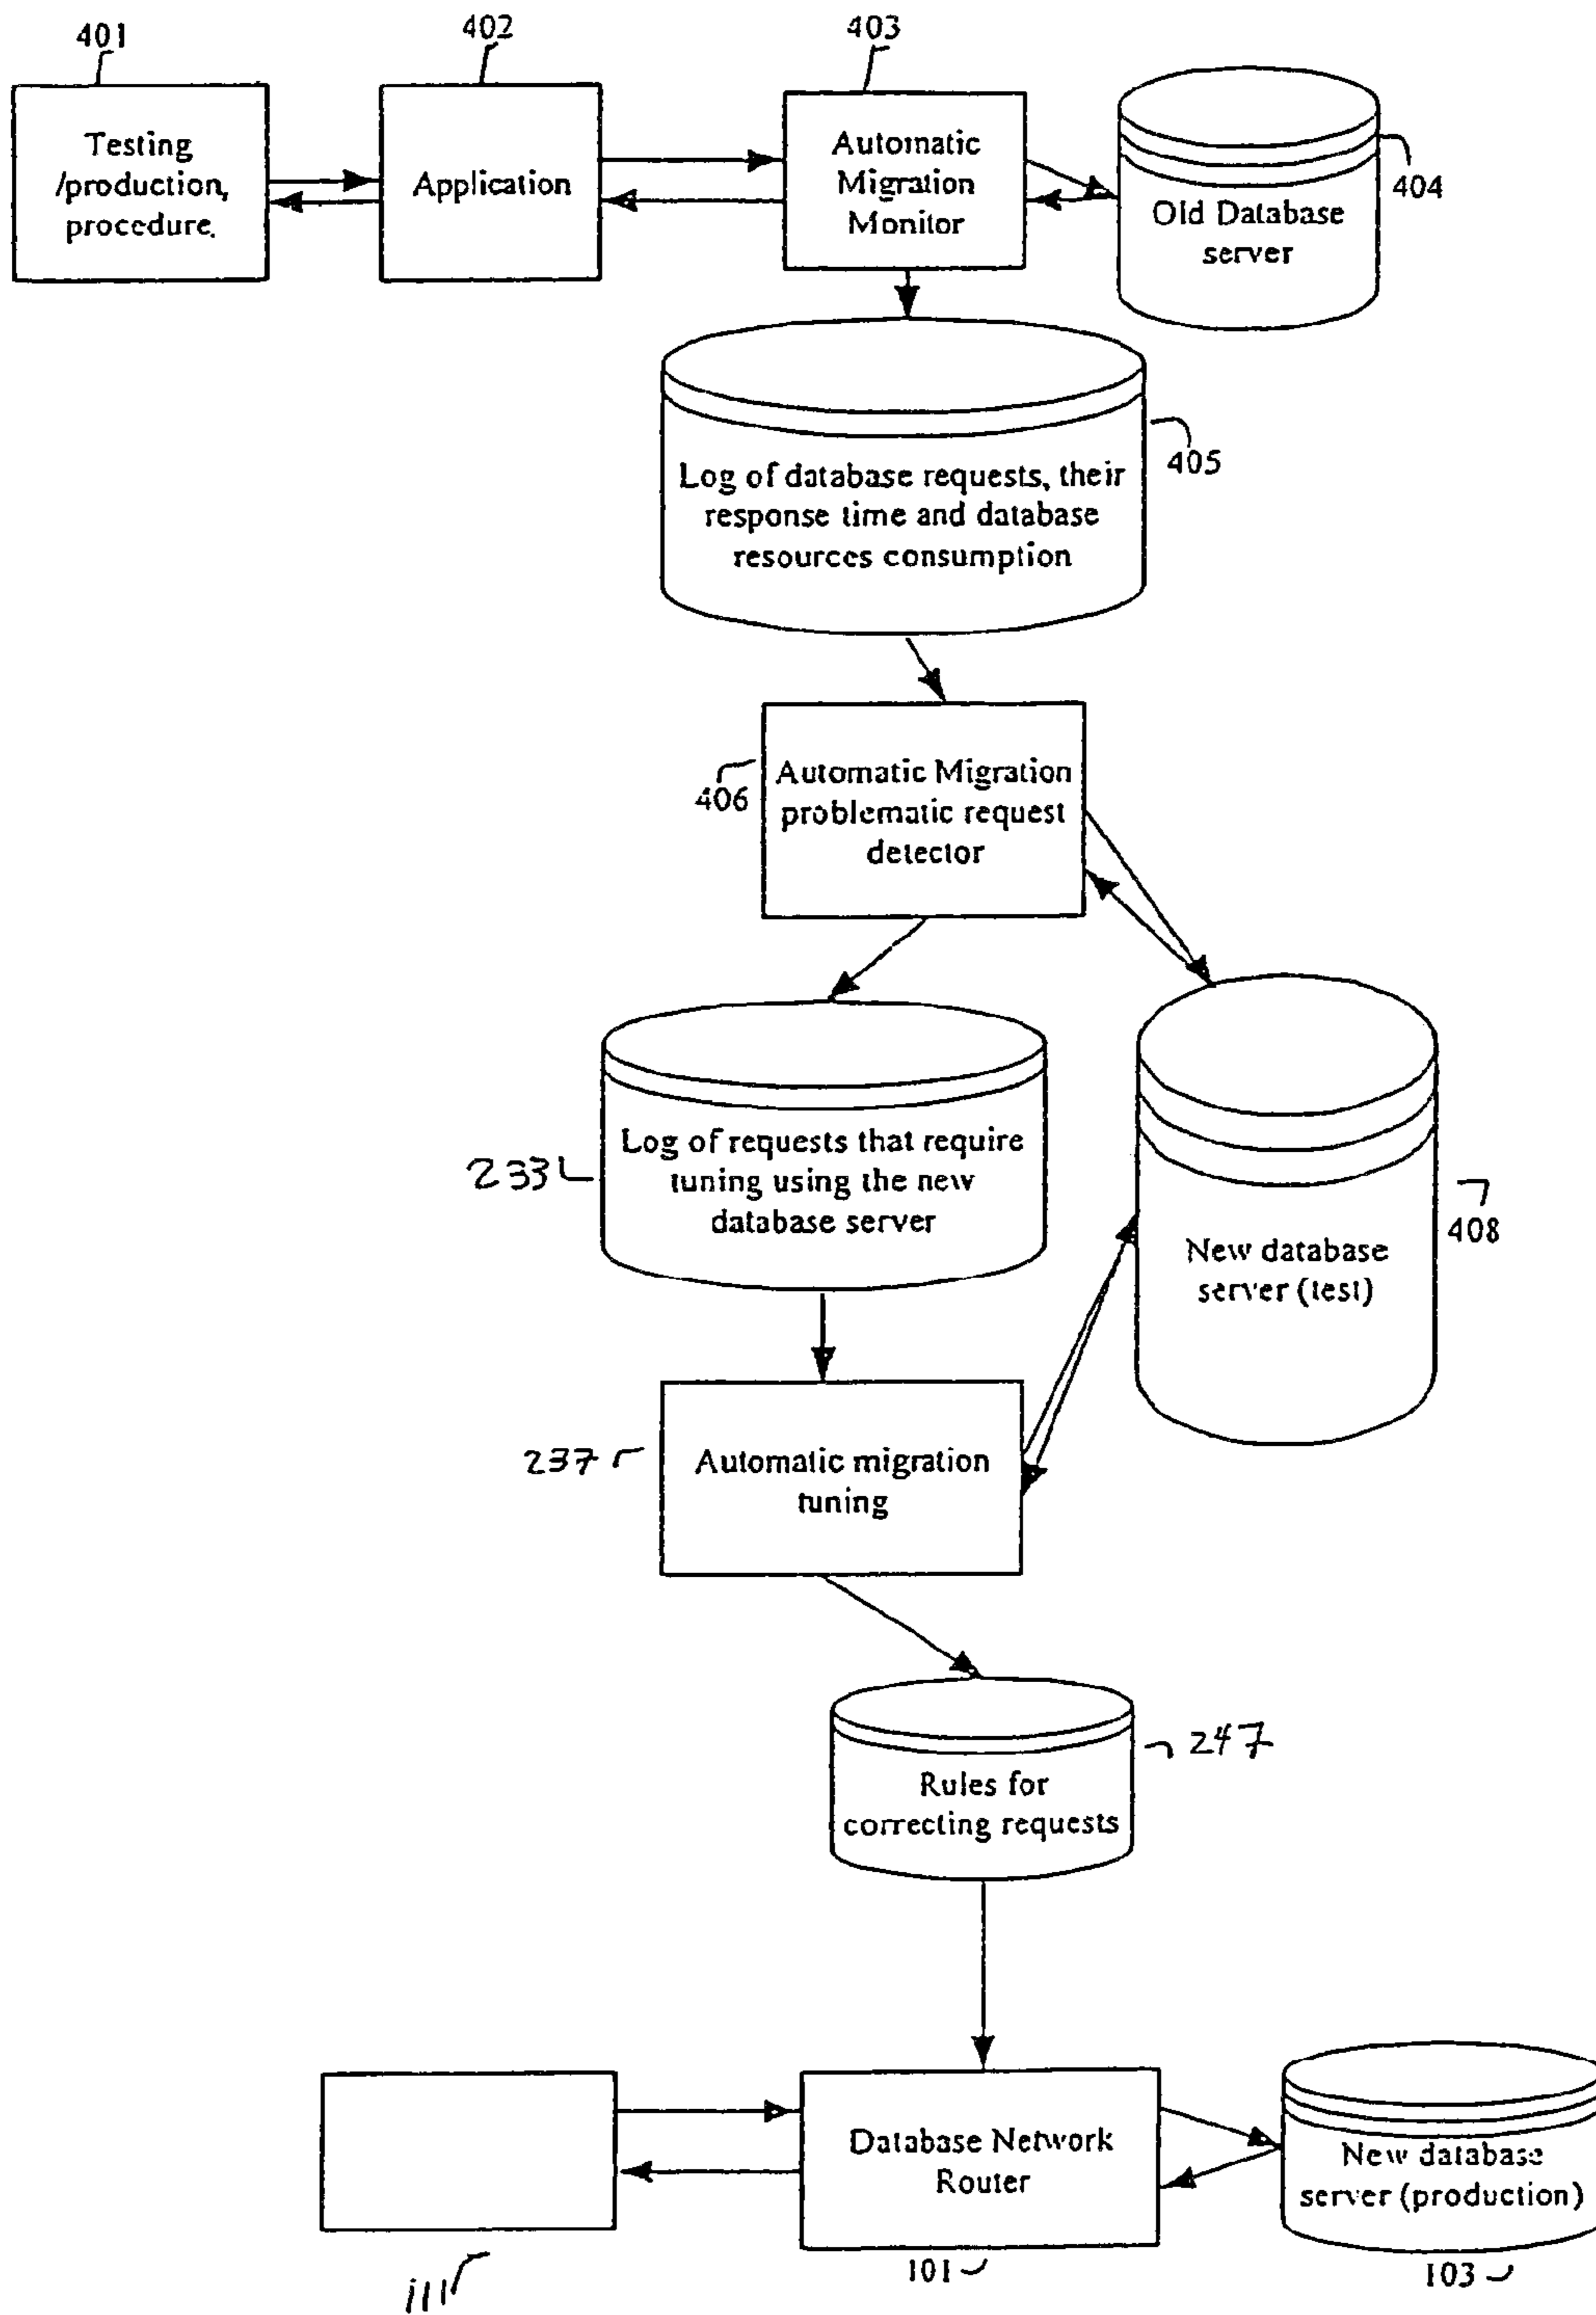 401
402
403
Testing
/production,
procedure.
Application
Automatic
Migration
Monitor
Old Database
server
404
Log of database requests, their
response time and database
resources consumption
405
406
Automatic Migration
problematic request
detector
233
Log of requests that require
tuning using the new
database server
New database
server (test)
408
237
Automatic migration
tuning
247
Rules for
correcting requests
Database Network
Router
New database
server (production)
111
101
103